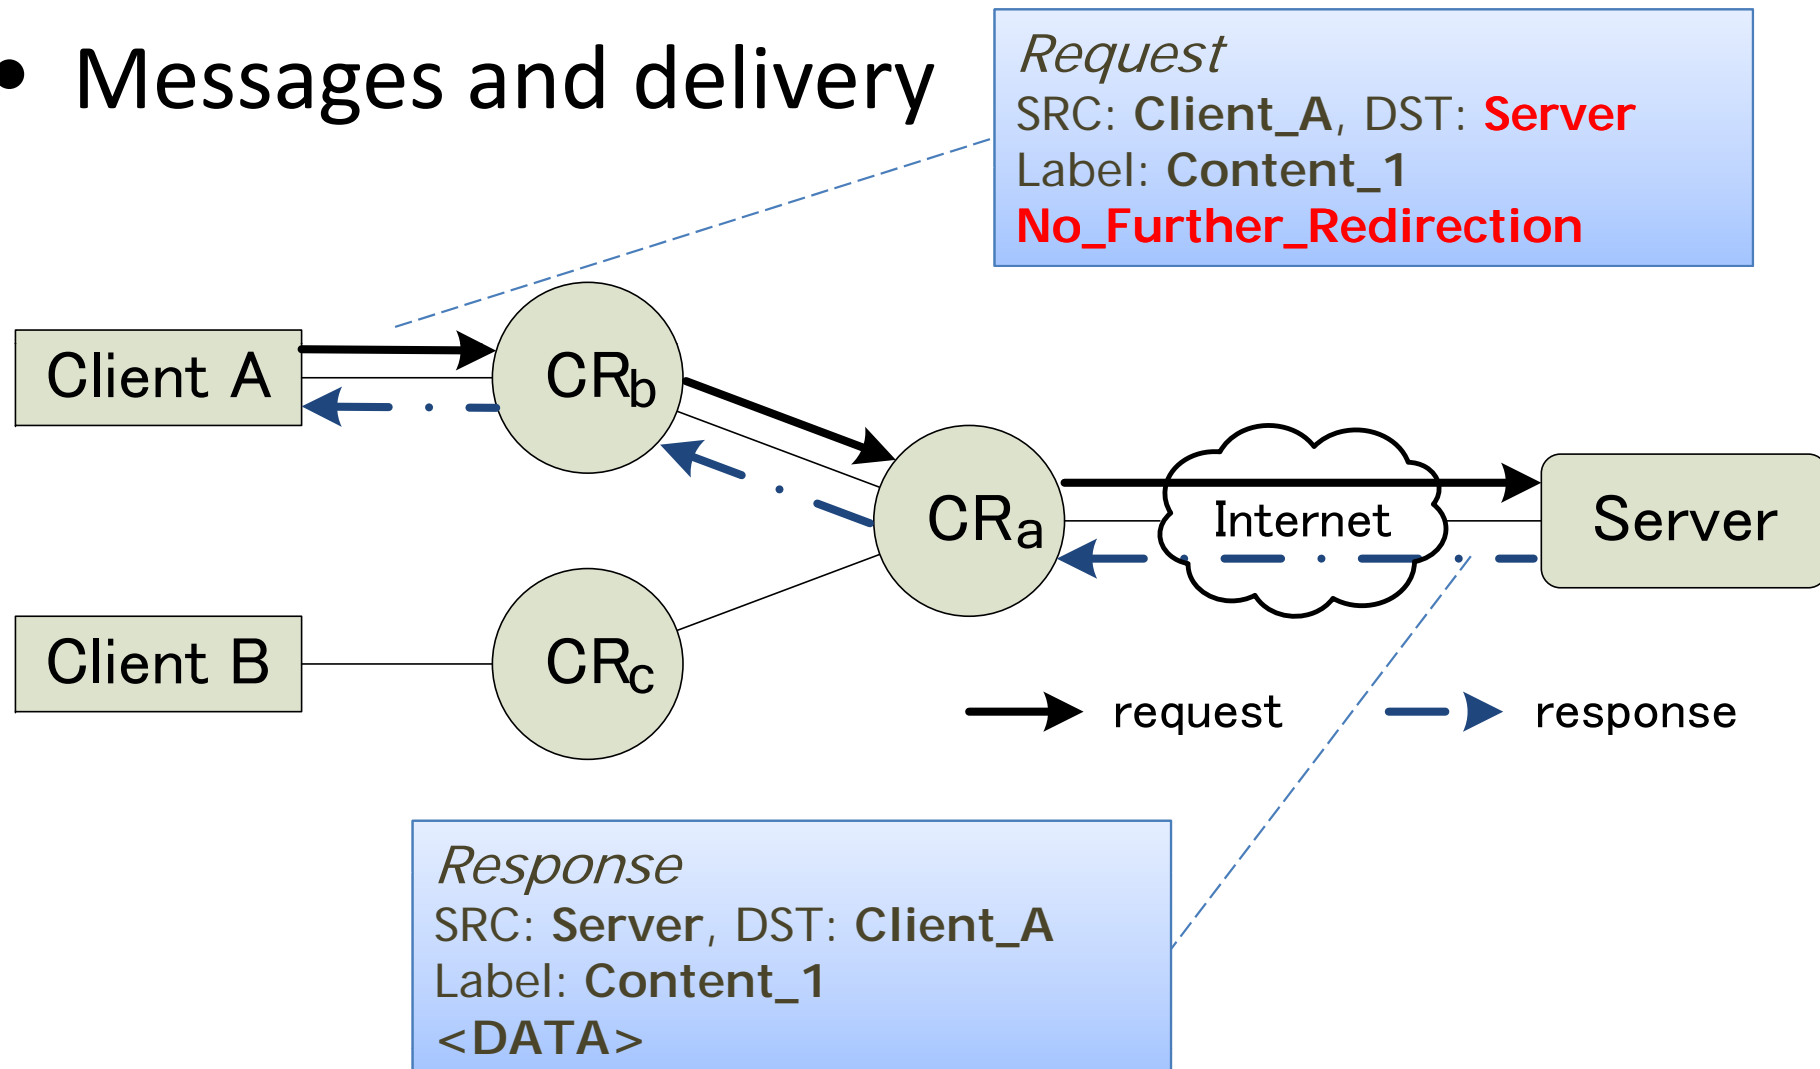 • Messages and delivery
Request
SRC: Client_A, DST: Server
Label: Content_1
No_Further_Redirection
Client A
CRb
CRa
Internet
Server
Client B
CRc
request
response
Response
SRC: Server, DST: Client_A
Label: Content_1
<DATA>